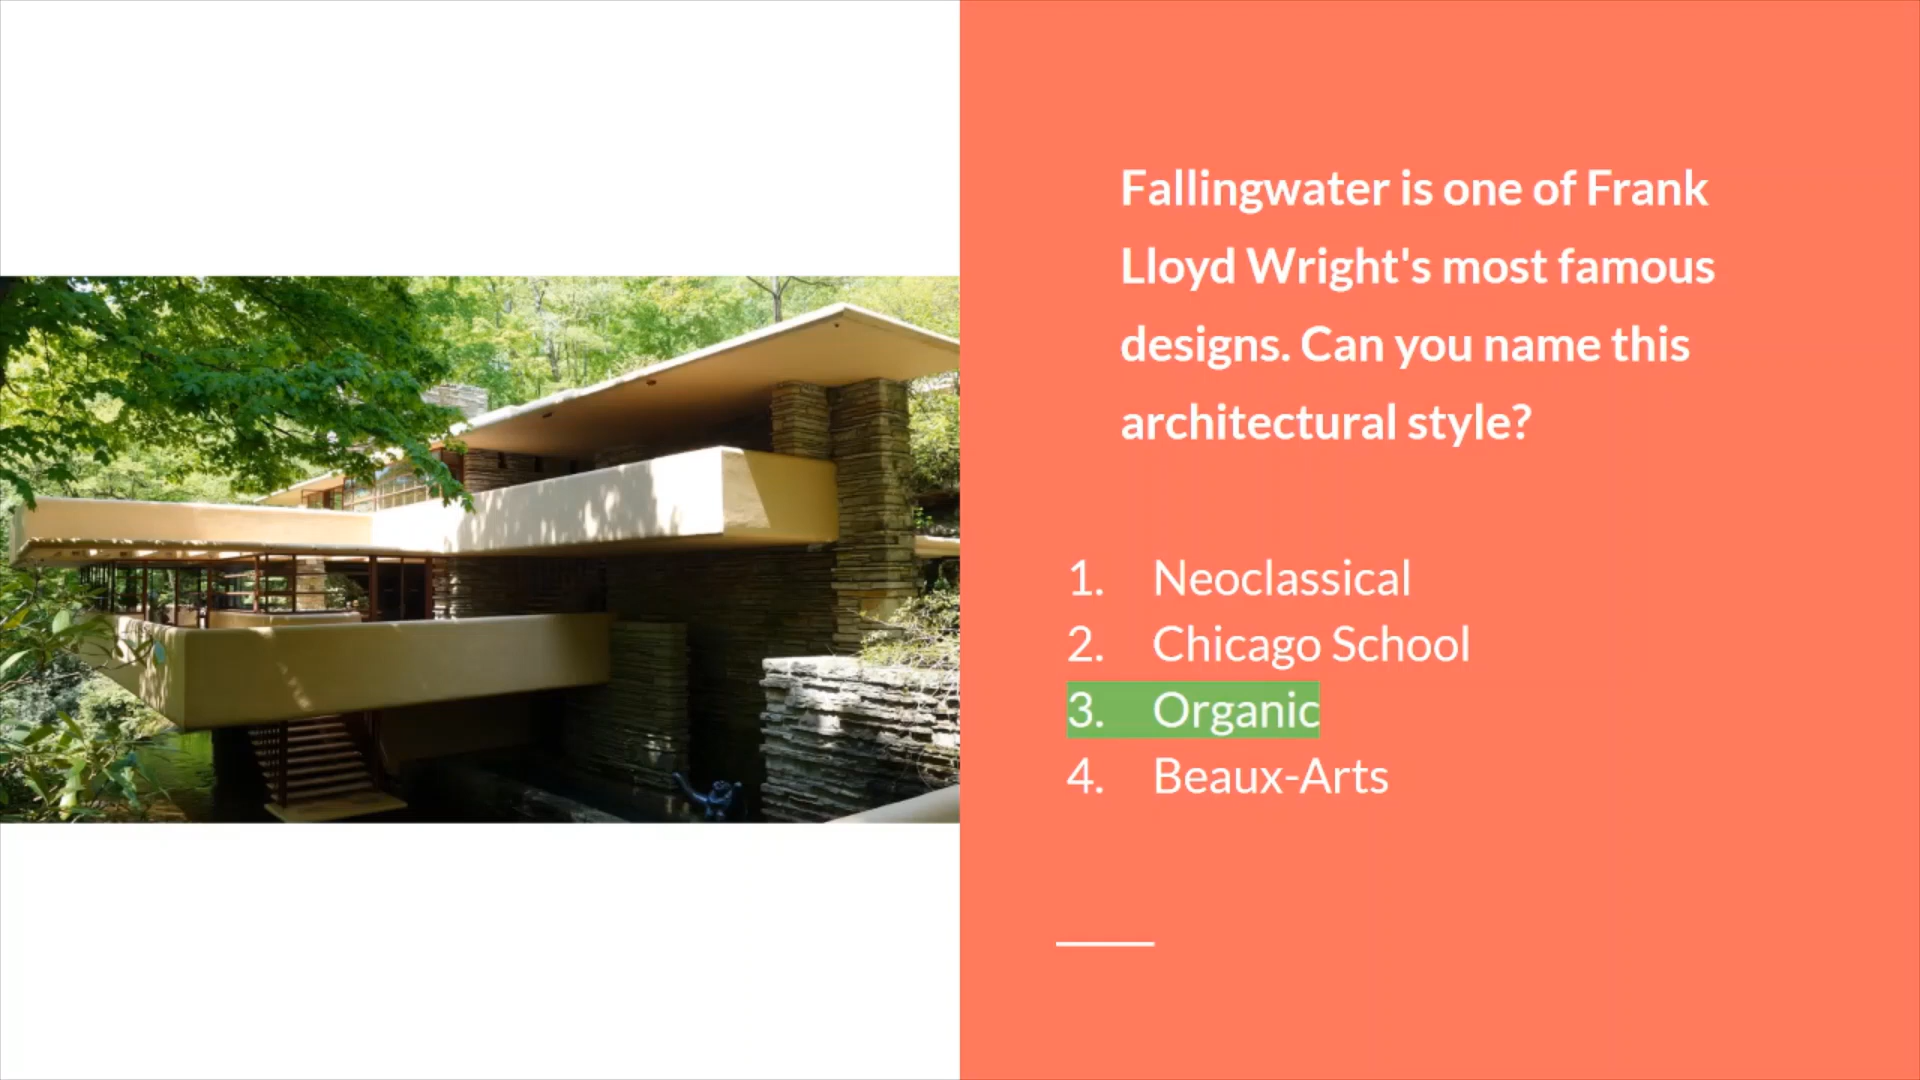 Fallingwater is one of Frank
Lloyd Wright's most famous
designs. Can you name this
architectural style?
1. Neoclassical
2. Chicago School
3. Organic
4. Beaux-Arts